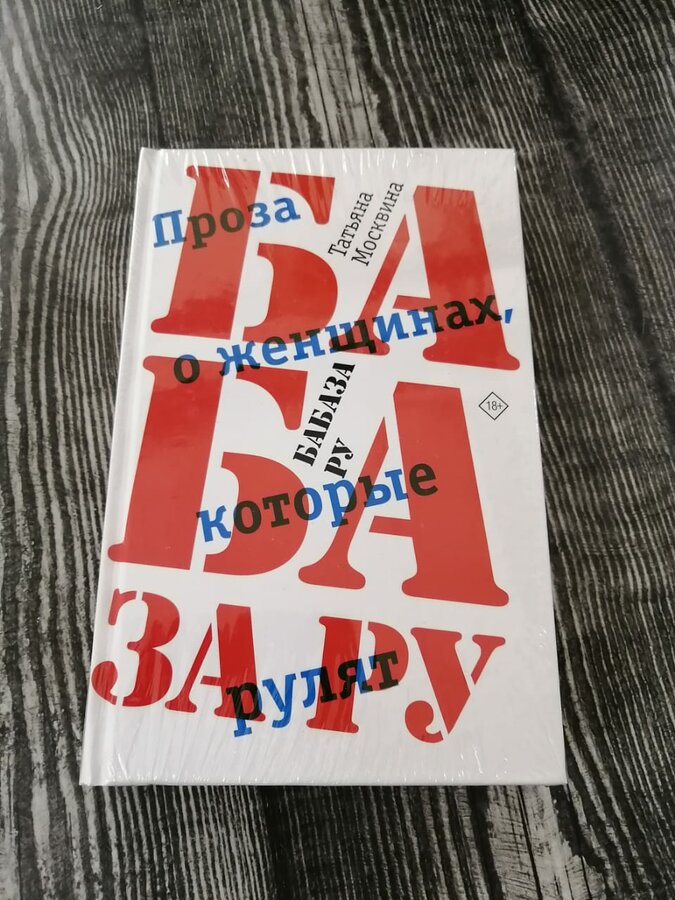 БА
БА
ЗА РУ
Проза
о женщинах,
которые
рулят
Татьяна
Москвина
БАБАЗА
РУ
18+